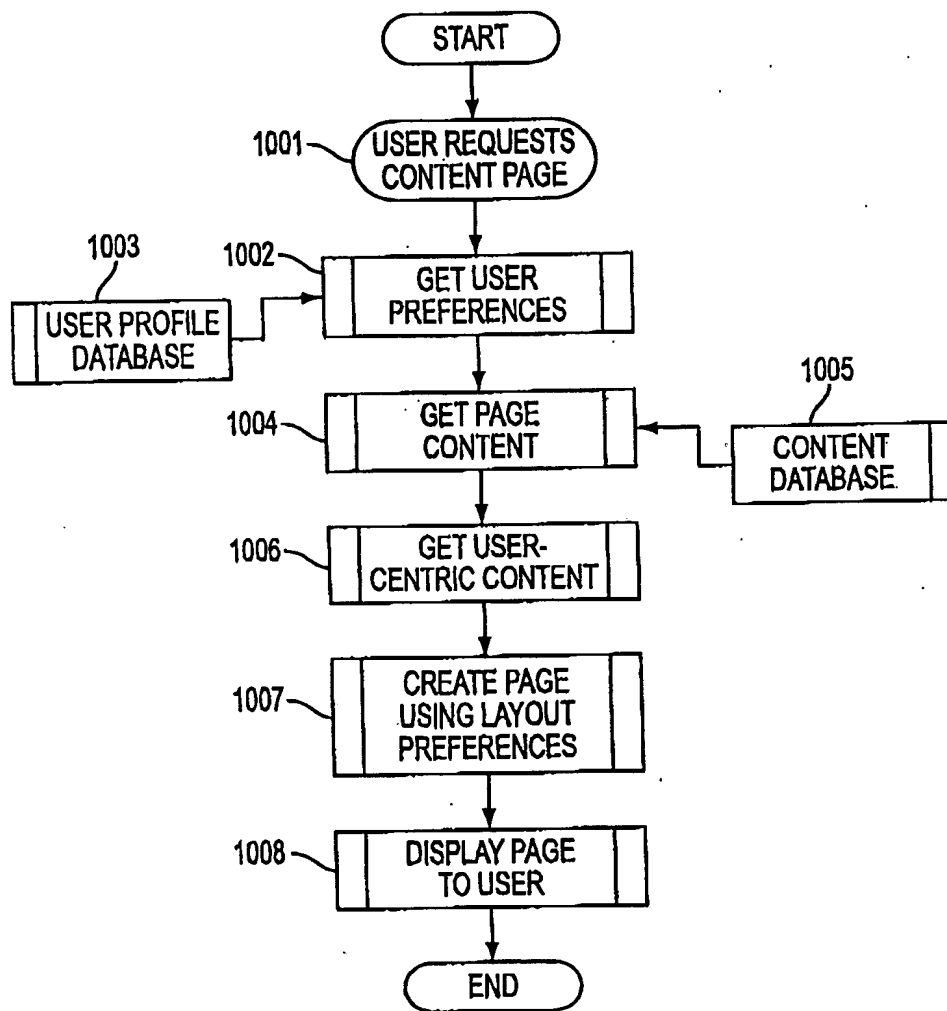 START
1001
USER REQUESTS
CONTENT PAGE
1003
1002
GET USER
PREFERENCES
USER PROFILE
DATABASE
1005
1004
GET PAGE
CONTENT
CONTENT
DATABASE
1006
GET USER-
CENTRIC CONTENT
1007
CREATE PAGE
USING LAYOUT
PREFERENCES
1008
DISPLAY PAGE
TO USER
END